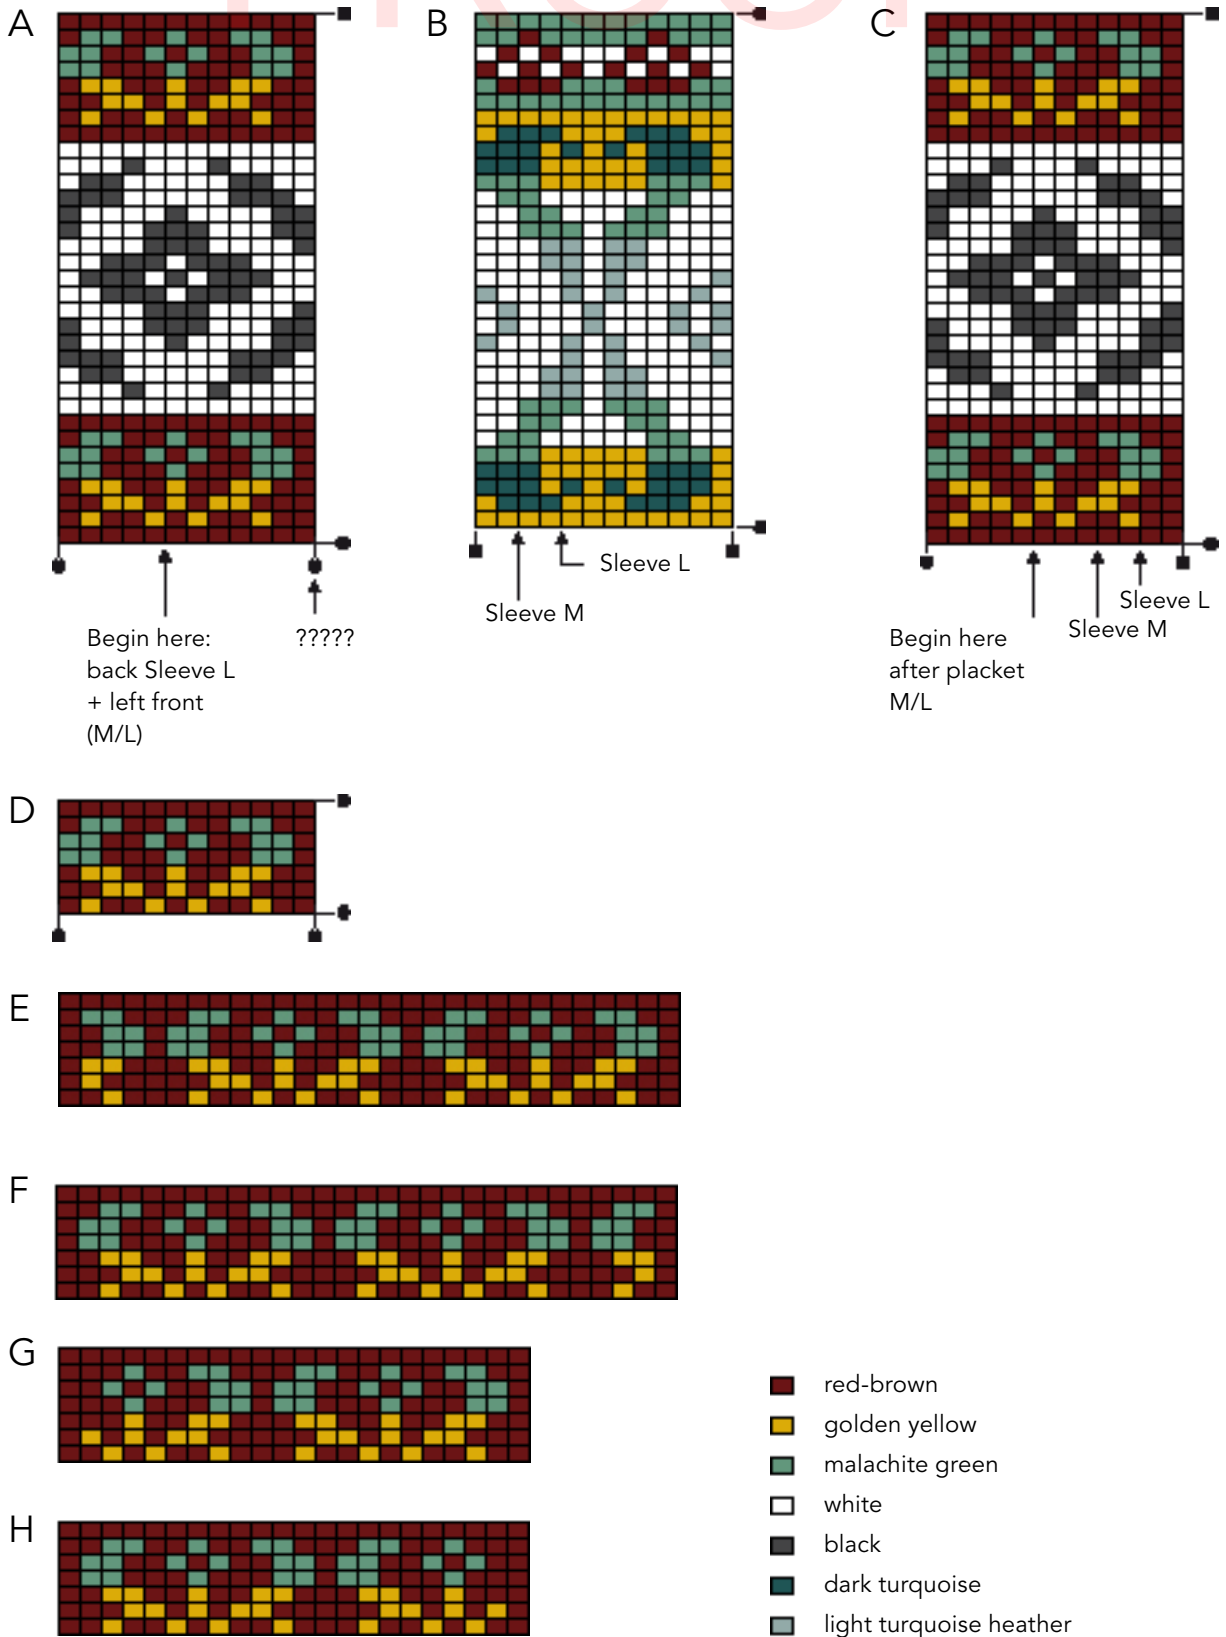 A
B
C
Begin here:
back Sleeve L
+ left front
(M/L)
?????
Sleeve M
Sleeve L
Begin here
after placket
M/L
Sleeve M
Sleeve L
D
E
F
G
H
red-brown
golden yellow
malachite green
white
black
dark turquoise
light turquoise heather